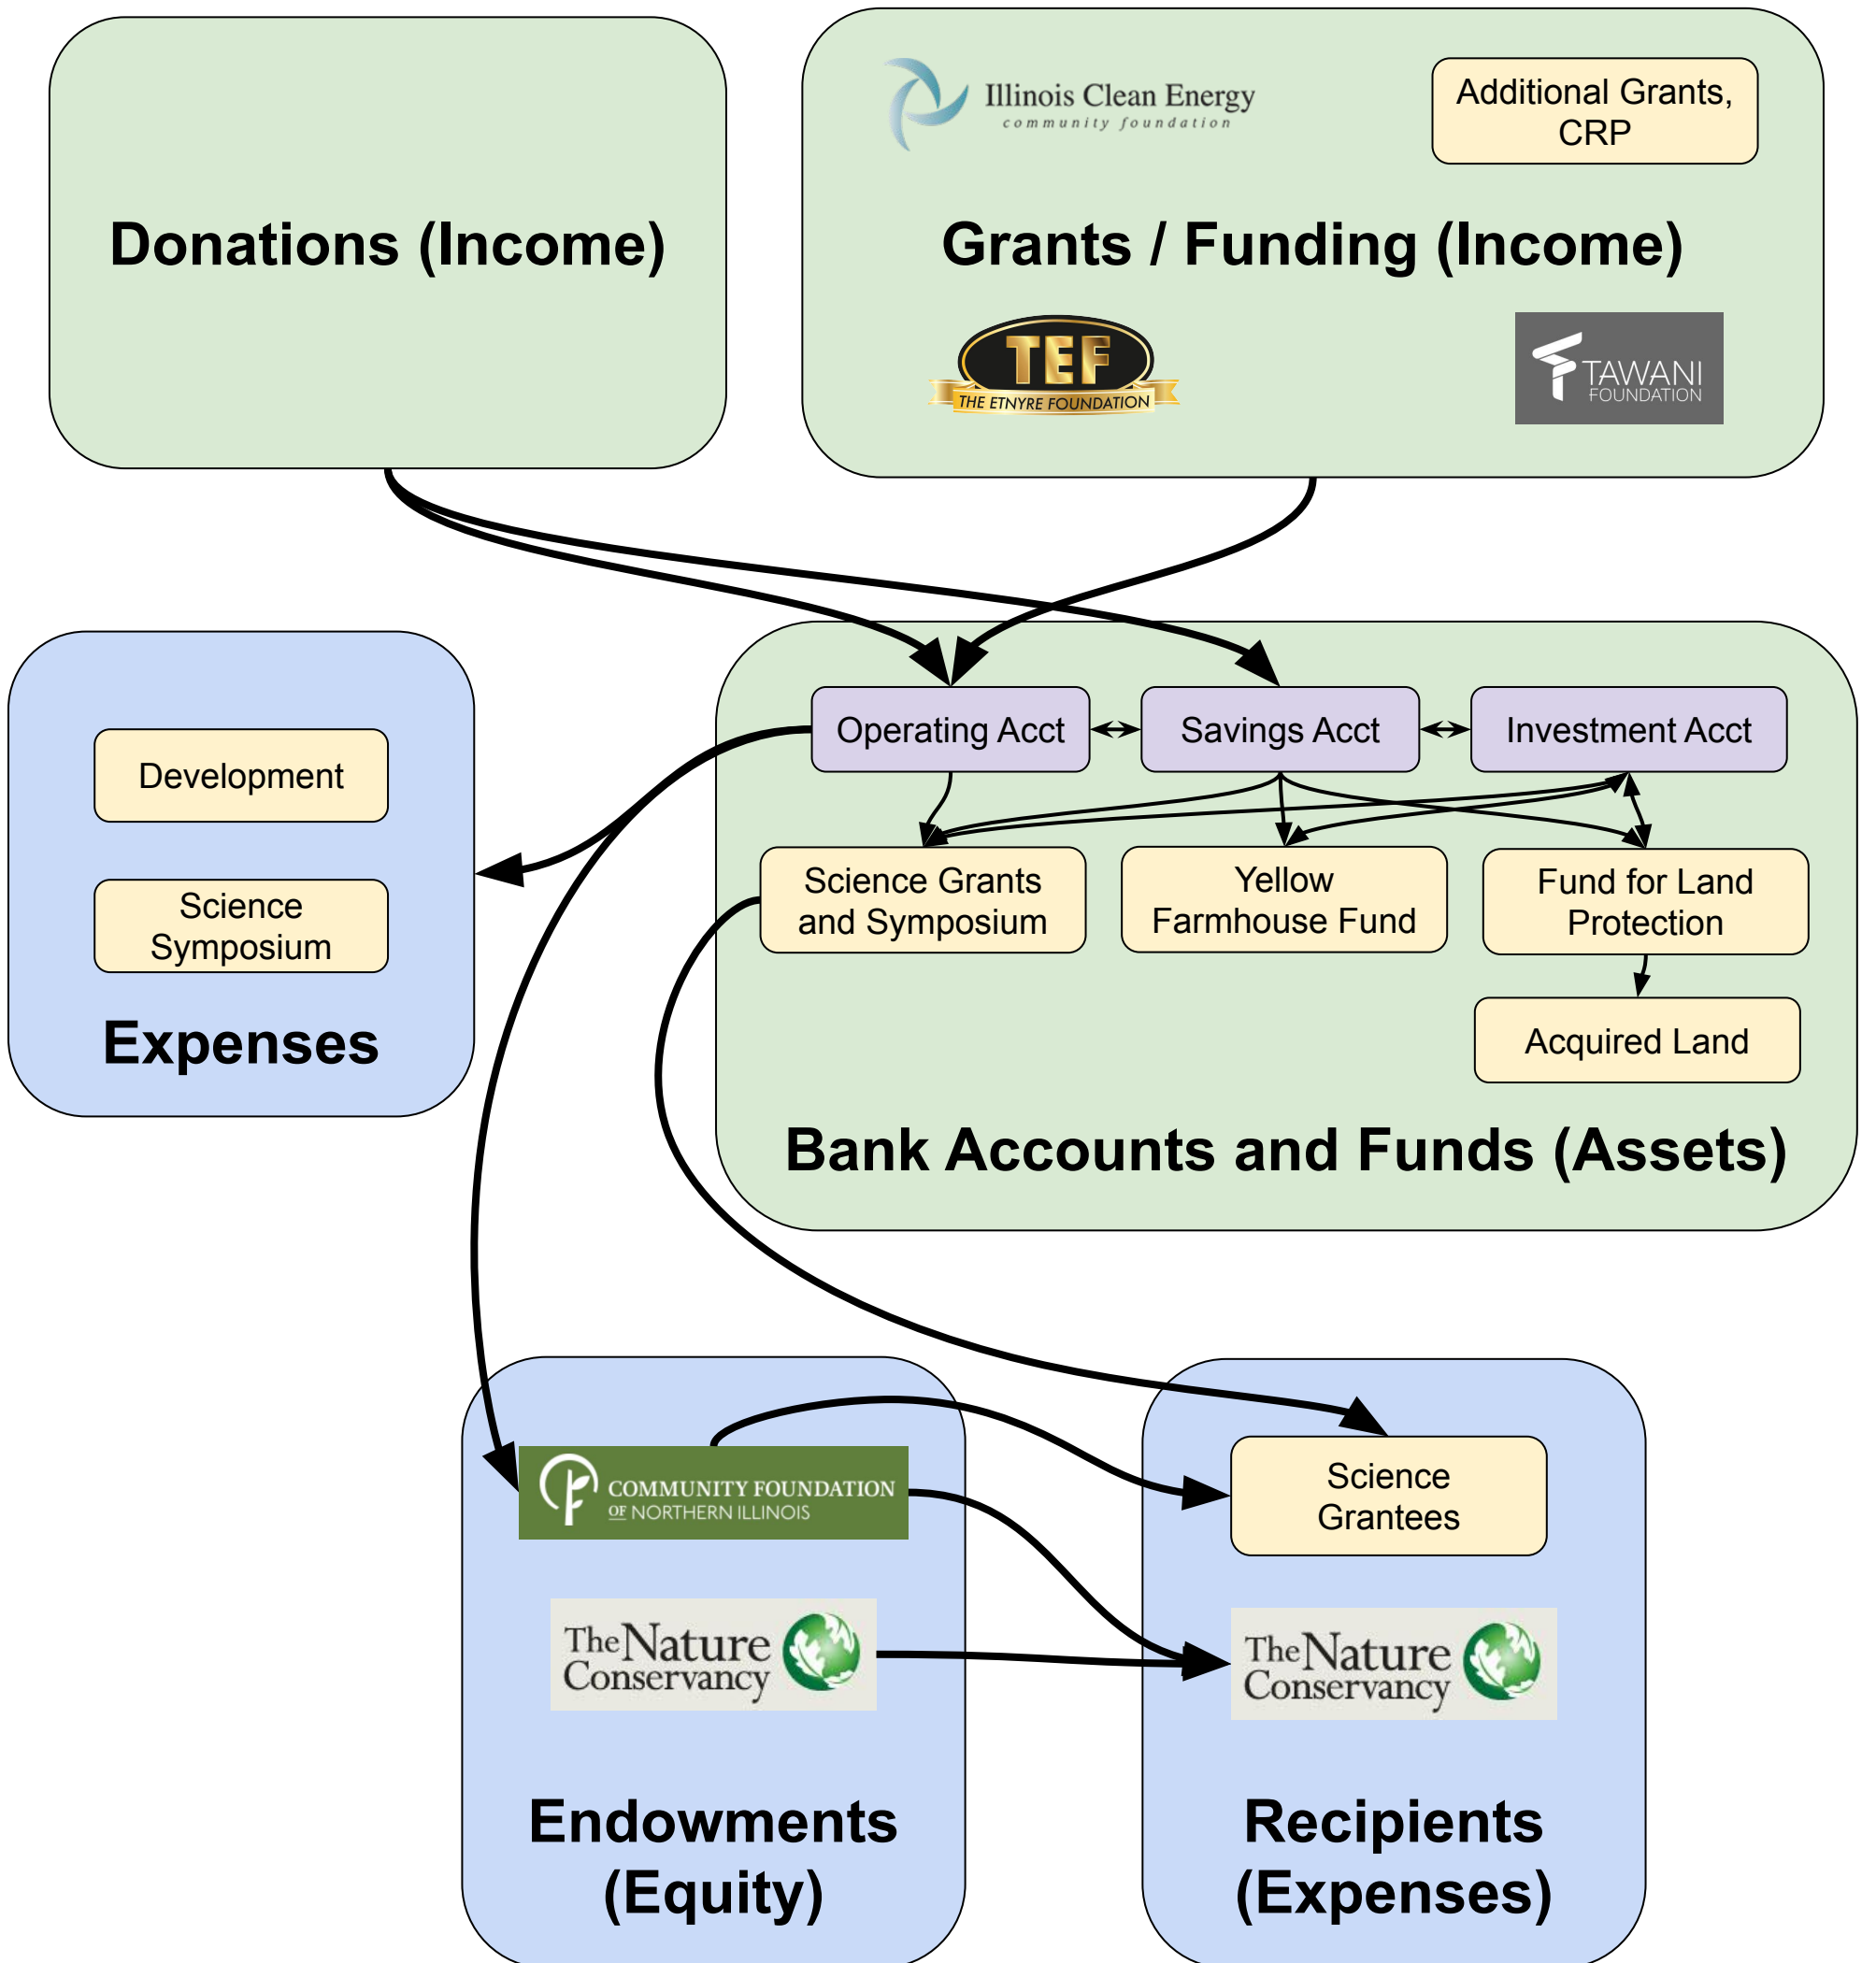 Donations (Income)
Illinois Clean Energy
community foundation
Additional Grants,
CRP
Grants / Funding (Income)
TEF
THE ETNYRE FOUNDATION
TAWANI
FOUNDATION
Development
Science
Symposium
Expenses
Operating Acct
Savings Acct
Investment Acct
Science Grants
and Symposium
Yellow
Farmhouse Fund
Fund for Land
Protection
Acquired Land
Bank Accounts and Funds (Assets)
COMMUNITY FOUNDATION
OF NORTHERN ILLINOIS
The Nature
Conservancy
Endowments
(Equity)
Science
Grantees
The Nature
Conservancy
Recipients
(Expenses)